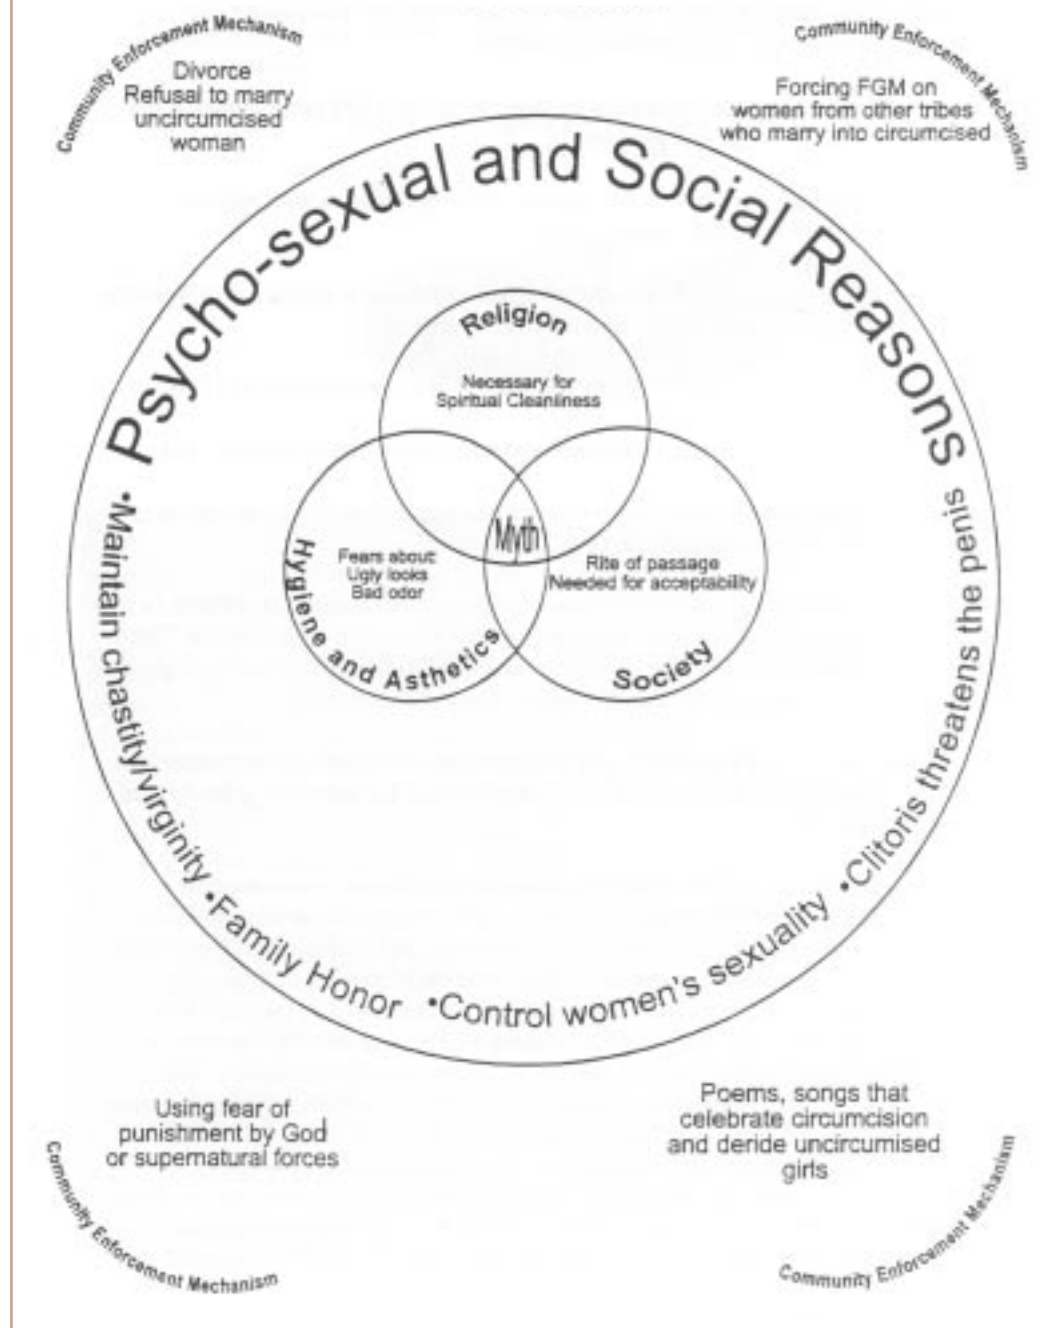 Community Enforcement Mechanism
Divorce
Refusal to marry
uncircumcised
woman
Community Enforcement Mechanism
Forcing FGM on
women from other tribes
who marry into circumcised
Psycho-sexual and Social Reasons
Religion
Necessary for
Spiritual Cleanliness
Myth
Hygiene and Asthetics
Fears about:
Ugly looks
Bad odor
Rite of passage
Needed for acceptability
Society
•Maintain chastity/virginity •Family Honor •Control women's sexuality •Clitoris threatens the penis
Using fear of
punishment by God
or supernatural forces
Community Enforcement Mechanism
Poems, songs that
celebrate circumcision
and deride uncircumised
girls
Community Enforcement Mechanism